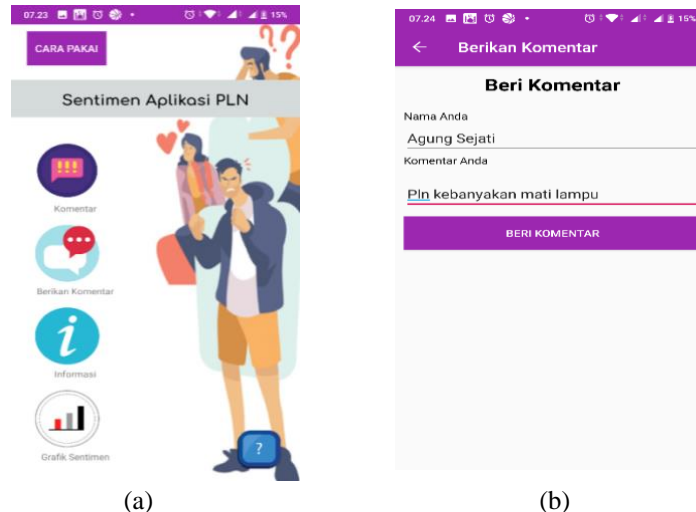 07.23 15%
CARA PAKAI
??
Sentimen Aplikasi PLN
!!!
Komentar
Berikan Komentar
i
Informasi
Grafik Sentimen
?
(a)
07.24 15%
Berikan Komentar
Beri Komentar
Nama Anda
Agung Sejati
Komentar Anda
Pln kebanyakan mati lampu
BERI KOMENTAR
(b)